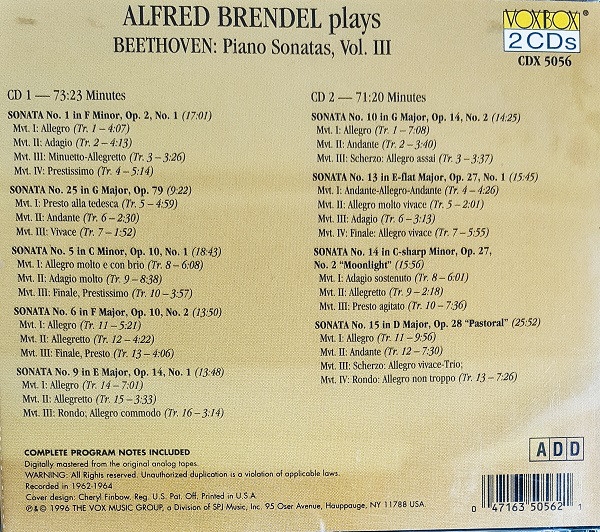 ALFRED BRENDEL plays
BEETHOVEN: Piano Sonatas, Vol. III
VOXBOX®
2 CDs
CDX 5056
CD 1 — 73:23 Minutes
SONATA No. 1 in F Minor, Op. 2, No. 1 (17:01)
Mvt. I: Allegro (Tr. 1 – 4:07)
Mvt. II: Adagio (Tr. 2 – 4:13)
Mvt. III: Minuetto-Allegretto (Tr. 3 – 3:26)
Mvt. IV: Prestissimo (Tr. 4 – 5:14)
SONATA No. 25 in G Major, Op. 79 (9:22)
Mvt. I: Presto alla tedesca (Tr. 5 – 4:59)
Mvt. II: Andante (Tr. 6 – 2:30)
Mvt. III: Vivace (Tr. 7 – 1:52)
SONATA No. 5 in C Minor, Op. 10, No. 1 (18:43)
Mvt. I: Allegro molto e con brio (Tr. 8 – 6:08)
Mvt. II: Adagio molto (Tr. 9 – 8:38)
Mvt. III: Finale, Prestissimo (Tr. 10 – 3:57)
SONATA No. 6 in F Major, Op. 10, No. 2 (13:50)
Mvt. I: Allegro (Tr. 11 – 5:21)
Mvt. II: Allegretto (Tr. 12 – 4:22)
Mvt. III: Finale, Presto (Tr. 13 – 4:06)
SONATA No. 9 in E Major, Op. 14, No. 1 (13:48)
Mvt. I: Allegro (Tr. 14 – 7:01)
Mvt. II: Allegretto (Tr. 15 – 3:33)
Mvt. III: Rondo; Allegro commodo (Tr. 16 – 3:14)
CD 2 — 71:20 Minutes
SONATA No. 10 in G Major, Op. 14, No. 2 (14:25)
Mvt. I: Allegro (Tr. 1 – 7:08)
Mvt. II: Andante (Tr. 2 – 3:40)
Mvt. III: Scherzo: Allegro assai (Tr. 3 – 3:37)
SONATA No. 13 in E-flat Major, Op. 27, No. 1 (15:45)
Mvt. I: Andante-Allegro-Andante (Tr. 4 – 4:26)
Mvt. II: Allegro molto vivace (Tr. 5 – 2:01)
Mvt. III: Adagio (Tr. 6 – 3:13)
Mvt. IV: Finale: Allegro vivace (Tr. 7 – 5:55)
SONATA No. 14 in C-sharp Minor, Op. 27,
No. 2 “Moonlight” (15:56)
Mvt. I: Adagio sostenuto (Tr. 8 – 6:01)
Mvt. II: Allegretto (Tr. 9 – 2:18)
Mvt. III: Presto agitato (Tr. 10 – 7:36)
SONATA No. 15 in D Major, Op. 28 “Pastoral” (25:52)
Mvt. I: Allegro (Tr. 11 – 9:56)
Mvt. II: Andante (Tr. 12 – 7:30)
Mvt. III: Scherzo: Allegro vivace-Trio;
Mvt. IV: Rondo: Allegro non troppo (Tr. 13 – 7:26)
COMPLETE PROGRAM NOTES INCLUDED
Digitally mastered from the original analog tapes.
WARNING: All Rights Reserved. Unauthorized duplication is a violation of applicable laws.
Recorded in 1962-1964
Cover design: Cheryl Finbow. Reg. U.S. Pat. Off. Printed in U.S.A.
℗ & © 1996 THE VOX MUSIC GROUP, a Division of SPJ Music, Inc. 95 Oser Avenue, Hauppauge, NY 11788 USA.
ADD
0 47163 50562 1